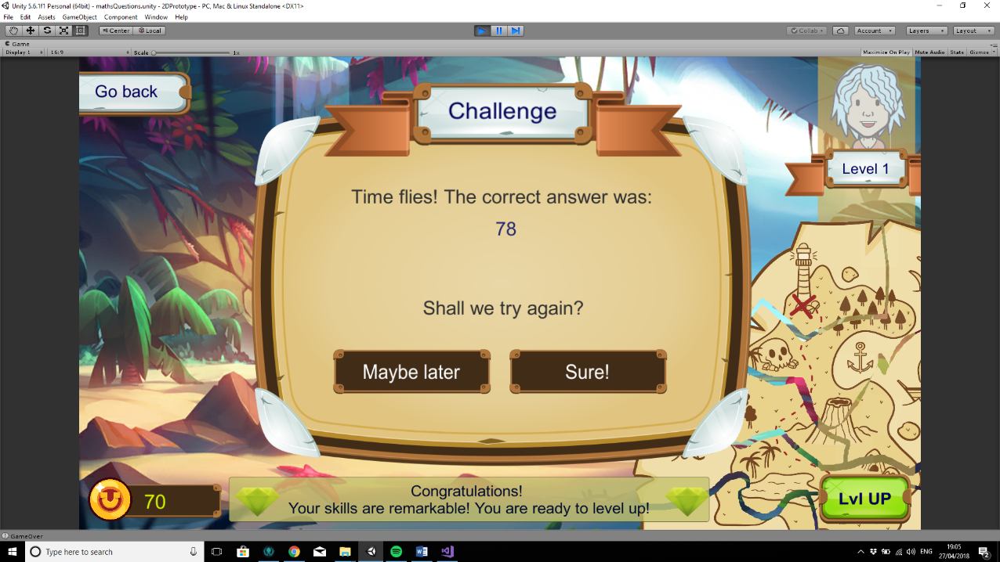 Unity 5.6.1f1 Personal (64bit) - mathsQuestions.unity - 2DPrototype - PC, Mac & Linux Standalone <DX11>
File Edit Assets GameObject Component Window Help
Center Local Collab Account Layers Layout
Game
Display 1 16:9 Scale 1x Maximize On Play Mute Audio Stats Gizmos
Go back
Challenge
Level 1
Time flies! The correct answer was:
78
Shall we try again?
Maybe later Sure!
70
Congratulations!
Your skills are remarkable! You are ready to level up!
Lvl UP
GameOver
Type here to search
ENG
19:05
27/04/2018
2